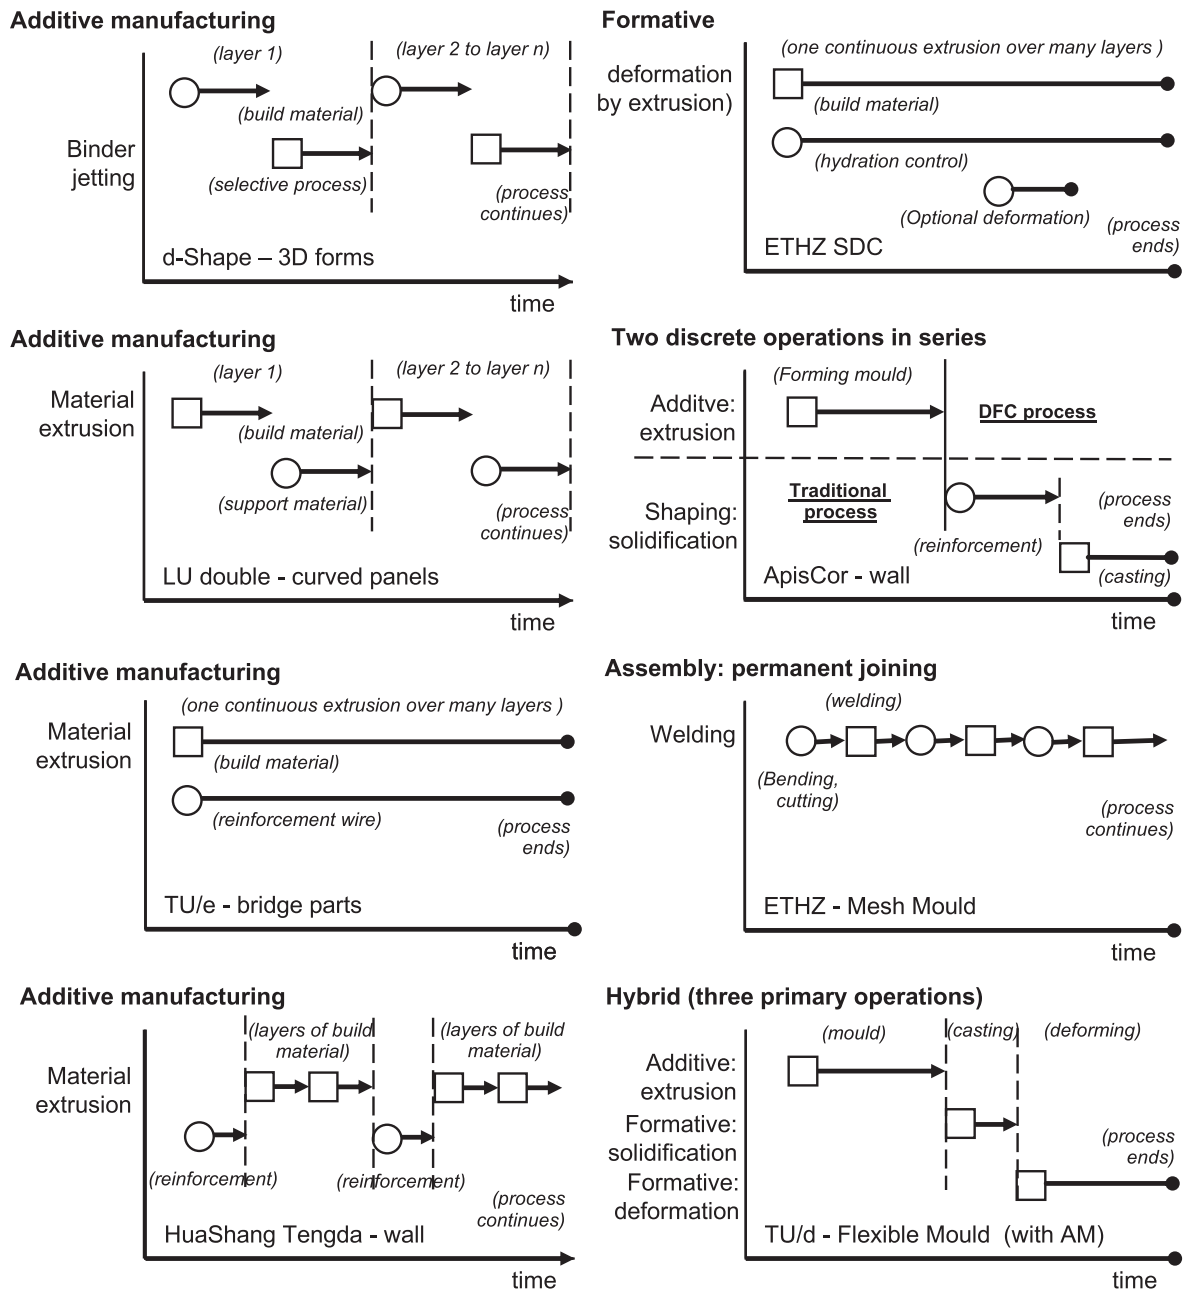 Additive manufacturing
(layer 1)
(layer 2 to layer n)
(build material)
Binder
jetting
(selective process)
(process
continues)
d-Shape – 3D forms
time
Formative
(one continuous extrusion over many layers )
deformation
by extrusion)
(build material)
(hydration control)
(Optional deformation)
(process
ends)
ETHZ SDC
Additive manufacturing
(layer 1)
(layer 2 to layer n)
Material
extrusion
(build material)
(support material)
(process
continues)
LU double - curved panels
time
Two discrete operations in series
(Forming mould)
Additve:
extrusion
DFC process
Traditional
process
Shaping:
solidification
(process
ends)
(reinforcement)
(casting)
ApisCor - wall
time
Additive manufacturing
(one continuous extrusion over many layers )
Material
extrusion
(build material)
(reinforcement wire)
(process
ends)
TU/e - bridge parts
time
Assembly: permanent joining
(welding)
Welding
(Bending,
cutting)
(process
continues)
ETHZ - Mesh Mould
time
Additive manufacturing
(layers of build
material)
(layers of build
material)
Material
extrusion
(reinforcement)
(reinforcement)
(process
continues)
HuaShang Tengda - wall
time
Hybrid (three primary operations)
(mould)
(casting)
(deforming)
Additive:
extrusion
Formative:
solidification
Formative:
deformation
(process
ends)
TU/d - Flexible Mould (with AM)
time